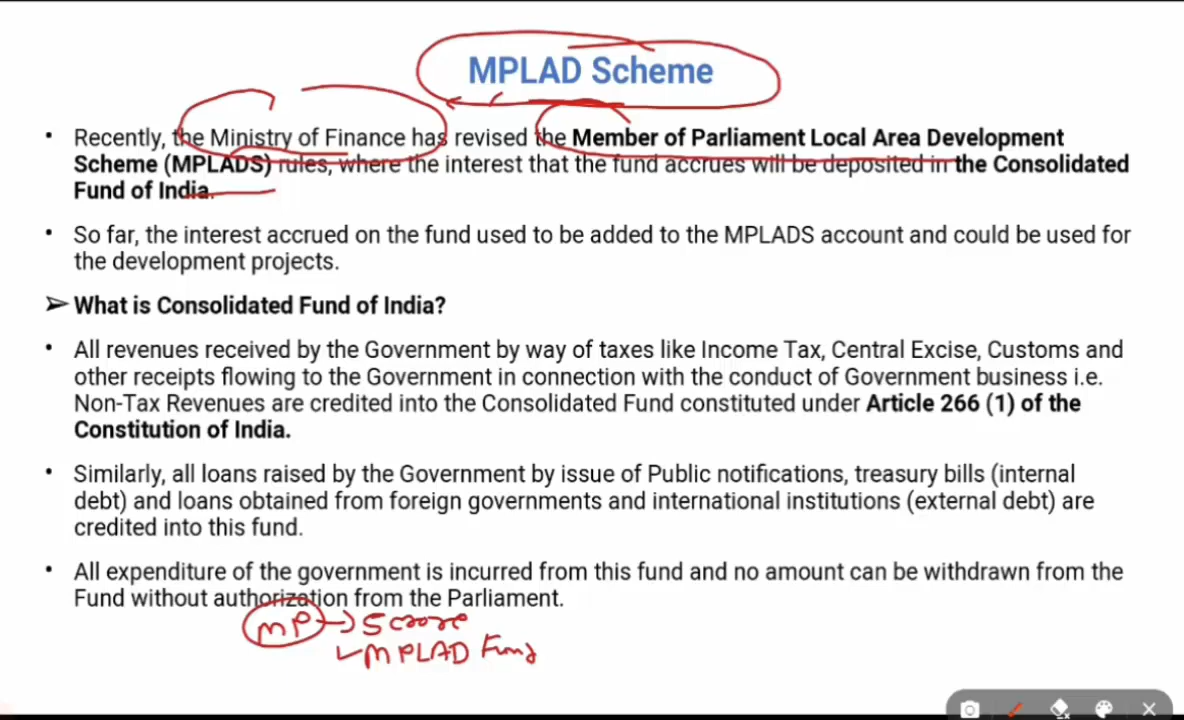 MPLAD Scheme
• Recently, the Ministry of Finance has revised the Member of Parliament Local Area Development
Scheme (MPLADS) rules, where the interest that the fund accrues will be deposited in the Consolidated
Fund of India.
• So far, the interest accrued on the fund used to be added to the MPLADS account and could be used for
the development projects.
➢ What is Consolidated Fund of India?
• All revenues received by the Government by way of taxes like Income Tax, Central Excise, Customs and
other receipts flowing to the Government in connection with the conduct of Government business i.e.
Non-Tax Revenues are credited into the Consolidated Fund constituted under Article 266 (1) of the
Constitution of India.
• Similarly, all loans raised by the Government by issue of Public notifications, treasury bills (internal
debt) and loans obtained from foreign governments and international institutions (external debt) are
credited into this fund.
• All expenditure of the government is incurred from this fund and no amount can be withdrawn from the
Fund without authorization from the Parliament.
MP → 5 crore
MPLAD Fund